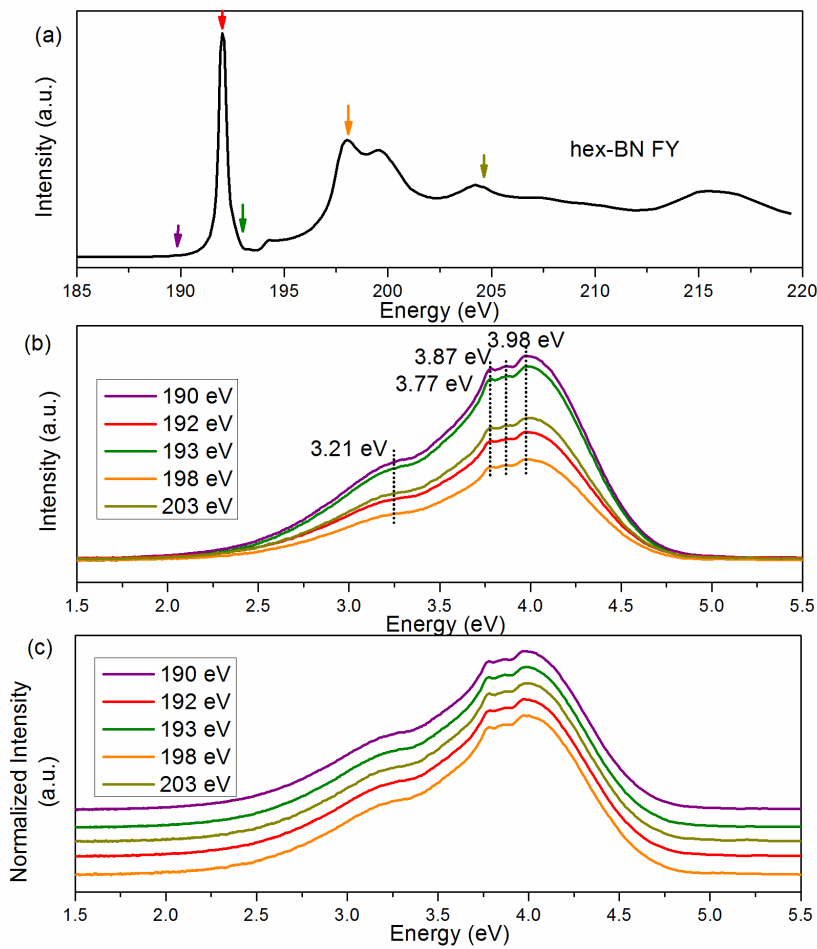 (a)
hex-BN FY
Intensity (a.u.)
185 190 195 200 205 210 215 220
Energy (eV)
(b)
3.98 eV
3.87 eV
3.77 eV
3.21 eV
190 eV
192 eV
193 eV
198 eV
203 eV
Intensity (a.u.)
1.5 2.0 2.5 3.0 3.5 4.0 4.5 5.0 5.5
Energy (eV)
(c)
190 eV
192 eV
193 eV
198 eV
203 eV
Normalized Intensity
(a.u.)
1.5 2.0 2.5 3.0 3.5 4.0 4.5 5.0 5.5
Energy (eV)